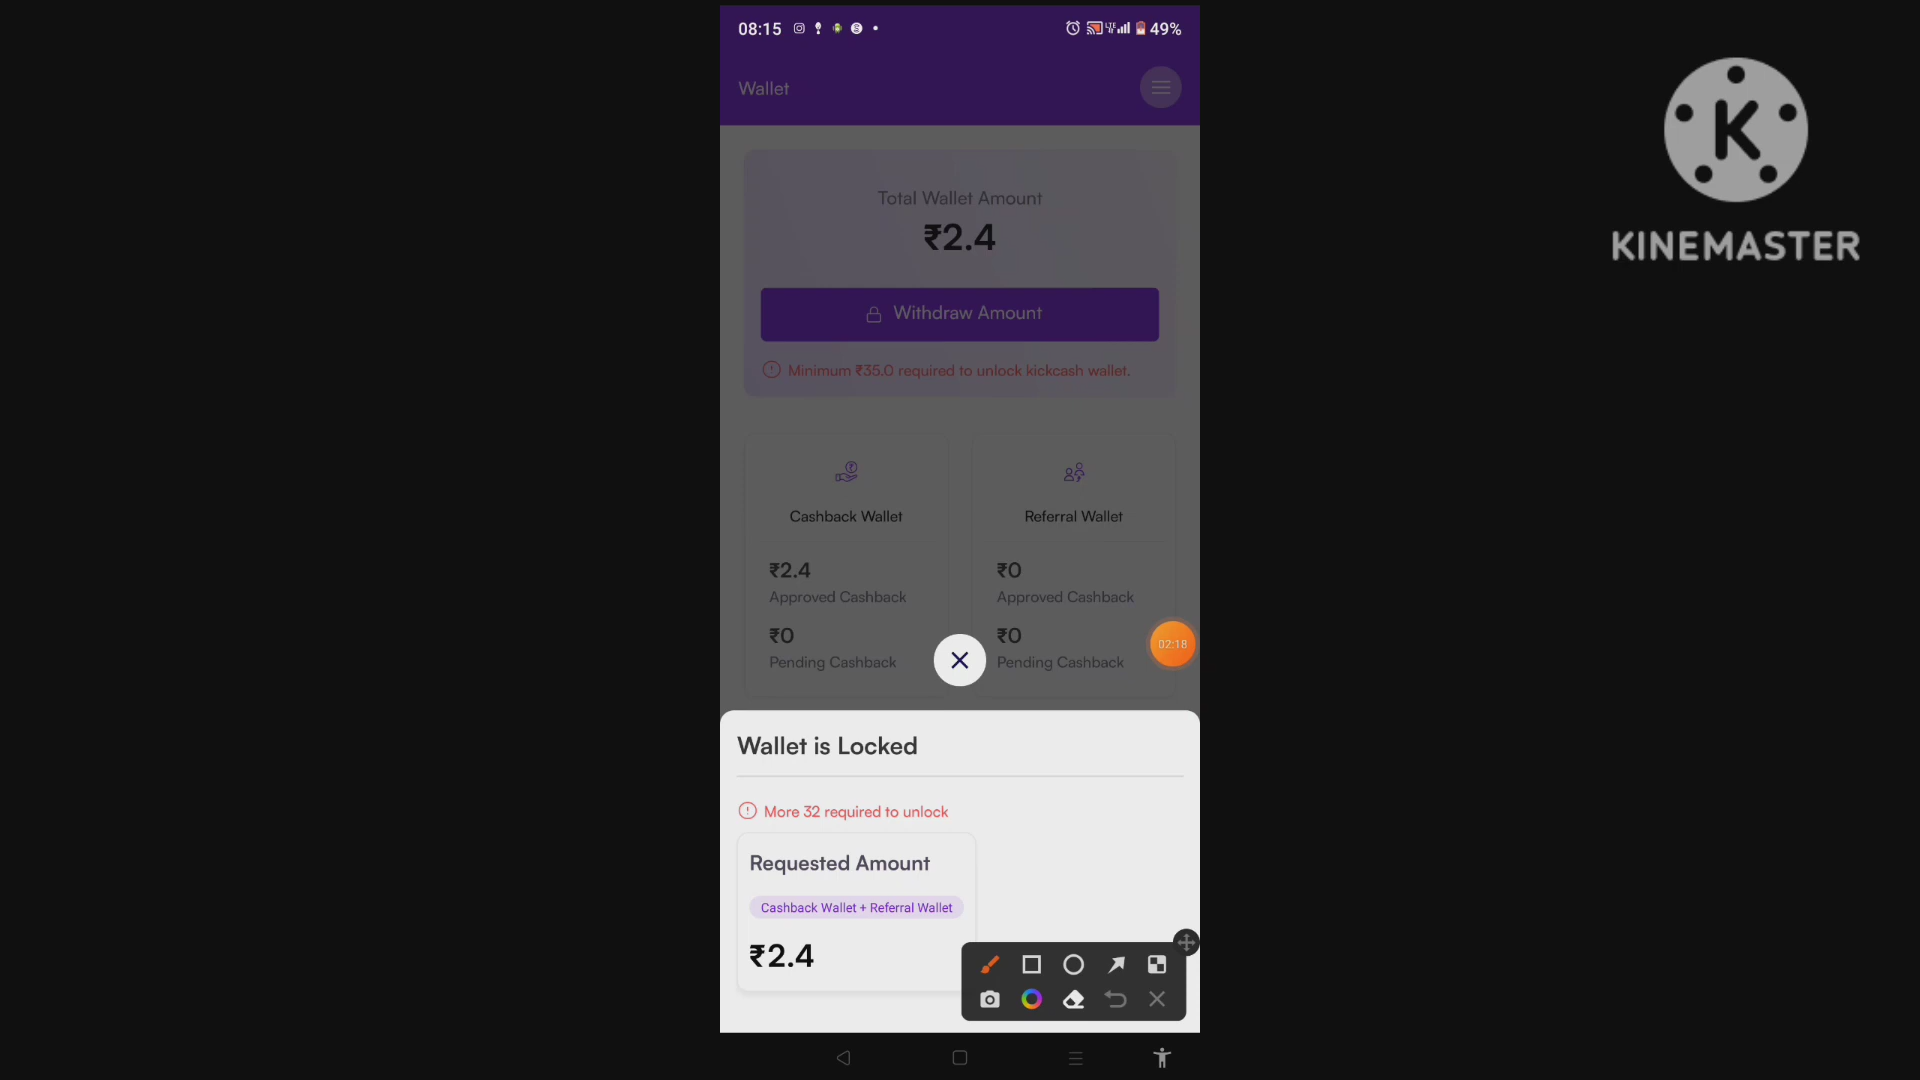 08:15
49%
Wallet
KINEMASTER
Total Wallet Amount
₹2.4
Withdraw Amount
Minimum ₹35.0 required to unlock kickcash wallet.
Cashback Wallet
Referral Wallet
₹2.4
₹0
Approved Cashback
Approved Cashback
₹0
₹0
02:18
Pending Cashback
Pending Cashback
Wallet is Locked
More 32 required to unlock
Requested Amount
Cashback Wallet + Referral Wallet
₹2.4